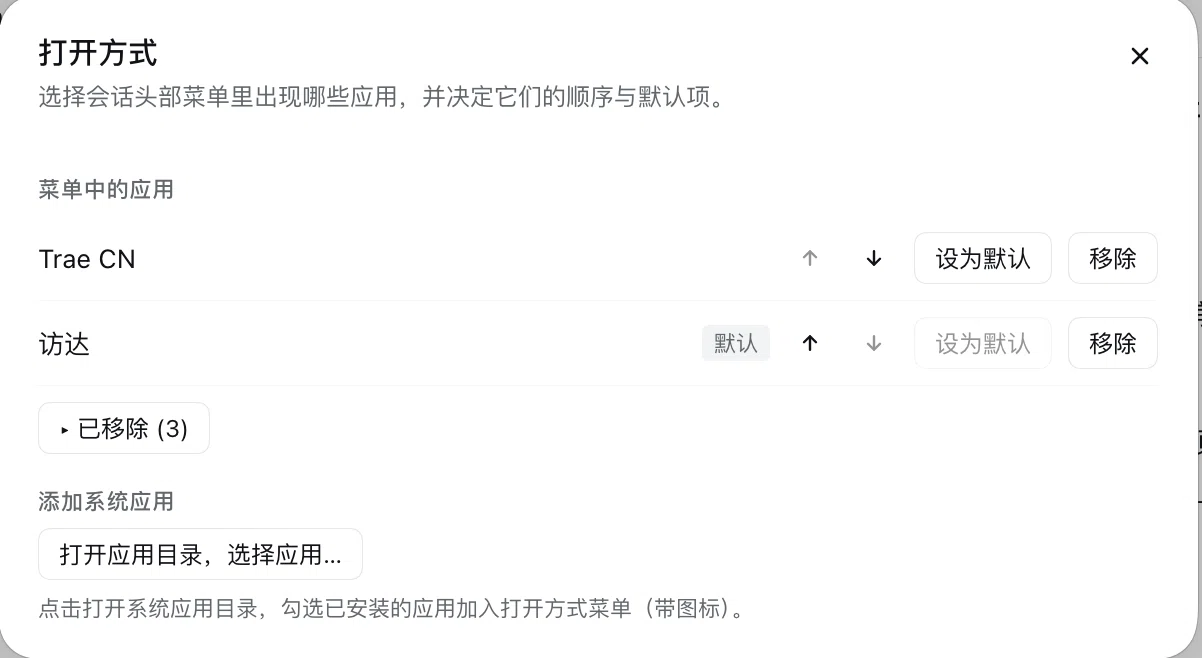 打开方式
选择会话头部菜单里出现哪些应用，并决定它们的顺序与默认项。
菜单中的应用
Trae CN ↑ ↓ 设为默认 移除
访达 默认 ↑ ↓ 设为默认 移除
▸ 已移除 (3)
添加系统应用
打开应用目录，选择应用...
点击打开系统应用目录，勾选已安装的应用加入打开方式菜单（带图标）。